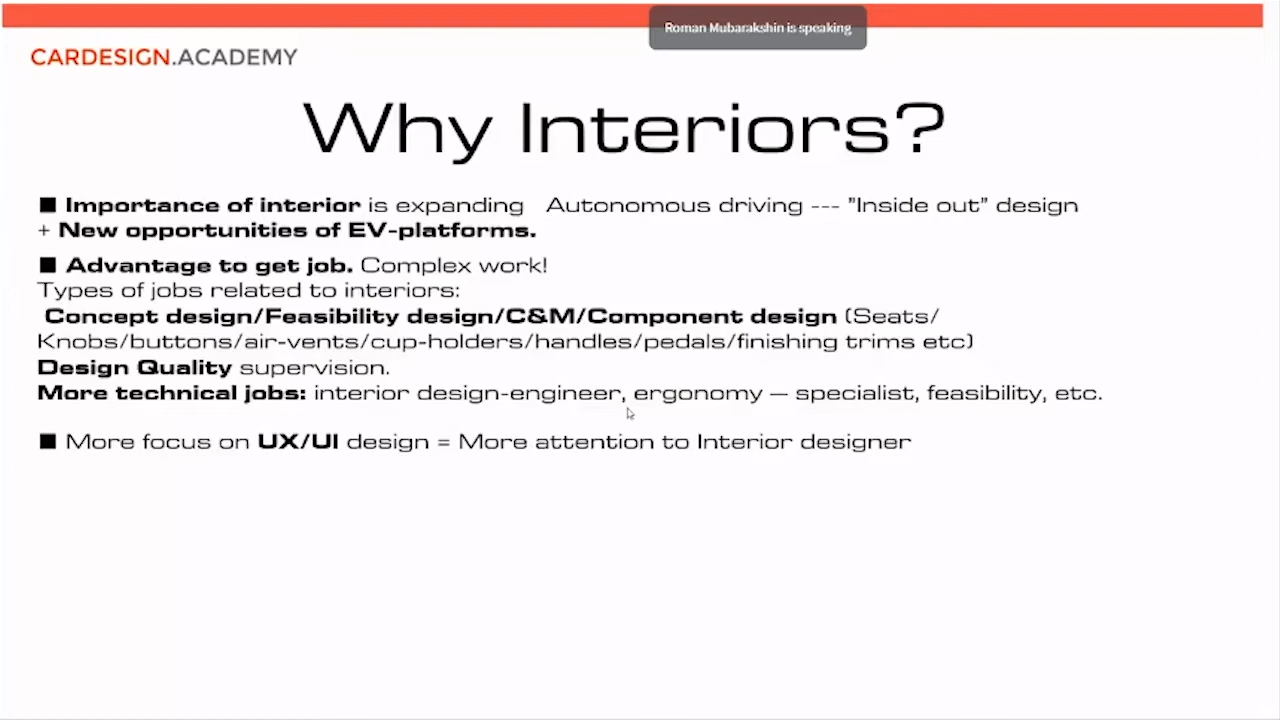 Roman Mubarakshin is speaking
CARDESIGN.ACADEMY
Why Interiors?
■ Importance of interior is expanding Autonomous driving --- "Inside out" design
+ New opportunities of EV-platforms.
■ Advantage to get job. Complex work!
Types of jobs related to interiors:
Concept design/Feasibility design/C&M/Component design (Seats/
Knobs/buttons/air-vents/cup-holders/handles/pedals/finishing trims etc)
Design Quality supervision.
More technical jobs: interior design-engineer, ergonomy — specialist, feasibility, etc.
■ More focus on UX/UI design = More attention to Interior designer